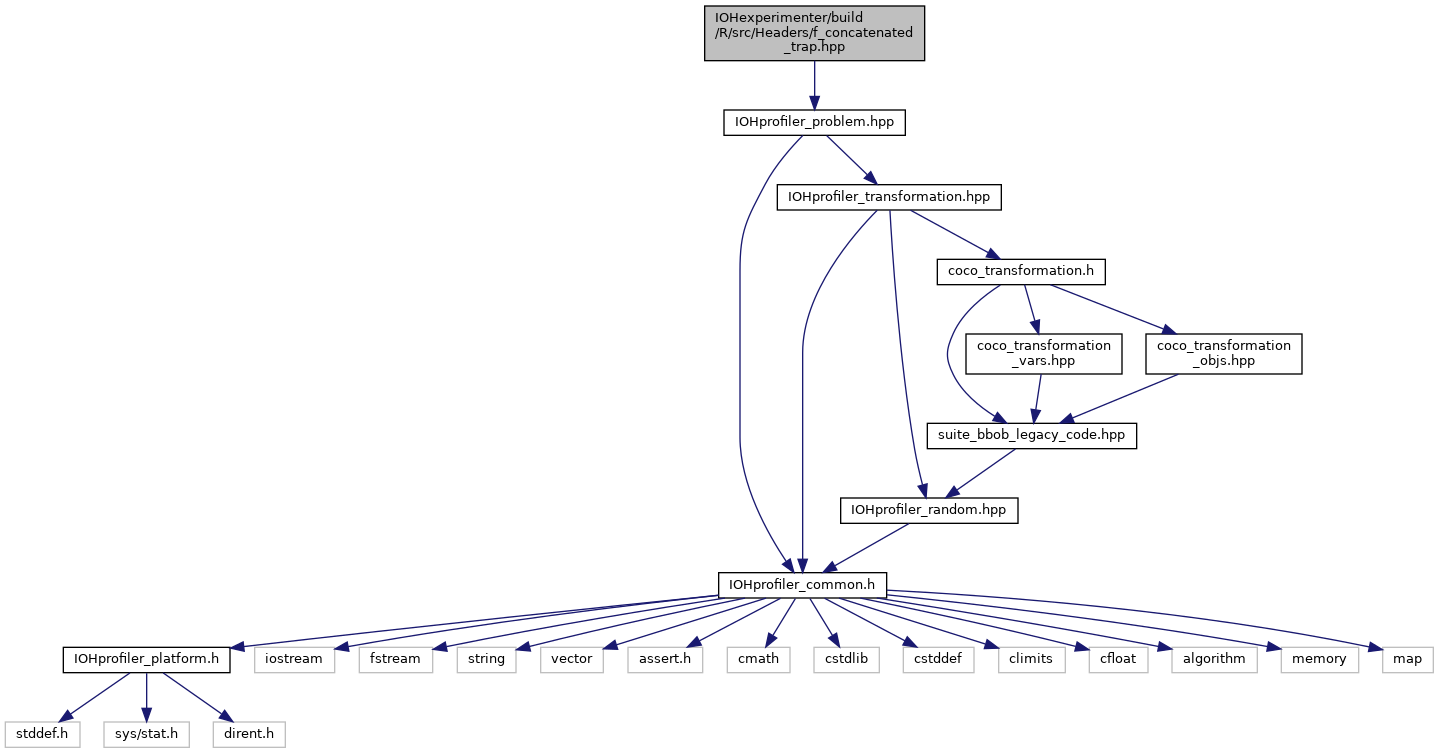 IOHexperimenter/build
/R/src/Headers/f_concatenated
_trap.hpp
IOHprofiler_problem.hpp
IOHprofiler_transformation.hpp
coco_transformation.h
coco_transformation
_vars.hpp
coco_transformation
_objs.hpp
suite_bbob_legacy_code.hpp
IOHprofiler_random.hpp
IOHprofiler_common.h
IOHprofiler_platform.h
iostream
fstream
string
vector
assert.h
cmath
cstdlib
cstddef
climits
cfloat
algorithm
memory
map
stddef.h
sys/stat.h
dirent.h